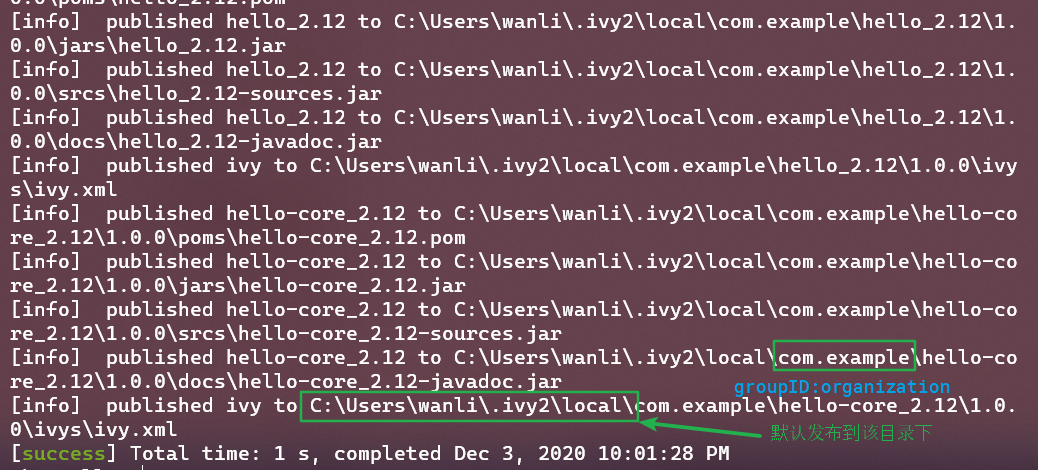 0.0\poms\hello_2.12.pom
[info]  published hello_2.12 to C:\Users\wanli\.ivy2\local\com.example\hello_2.12\1.
0.0\jars\hello_2.12.jar
[info]  published hello_2.12 to C:\Users\wanli\.ivy2\local\com.example\hello_2.12\1.
0.0\srcs\hello_2.12-sources.jar
[info]  published hello_2.12 to C:\Users\wanli\.ivy2\local\com.example\hello_2.12\1.
0.0\docs\hello_2.12-javadoc.jar
[info]  published ivy to C:\Users\wanli\.ivy2\local\com.example\hello_2.12\1.0.0\ivy
s\ivy.xml
[info]  published hello-core_2.12 to C:\Users\wanli\.ivy2\local\com.example\hello-co
re_2.12\1.0.0\poms\hello-core_2.12.pom
[info]  published hello-core_2.12 to C:\Users\wanli\.ivy2\local\com.example\hello-co
re_2.12\1.0.0\jars\hello-core_2.12.jar
[info]  published hello-core_2.12 to C:\Users\wanli\.ivy2\local\com.example\hello-co
re_2.12\1.0.0\srcs\hello-core_2.12-sources.jar
[info]  published hello-core_2.12 to C:\Users\wanli\.ivy2\local\com.example\hello-co
re_2.12\1.0.0\docs\hello-core_2.12-javadoc.jar
groupID:organization
[info]  published ivy to C:\Users\wanli\.ivy2\local\com.example\hello-core_2.12\1.0.
0\ivys\ivy.xml
默认发布到该目录下
[success] Total time: 1 s, completed Dec 3, 2020 10:01:28 PM